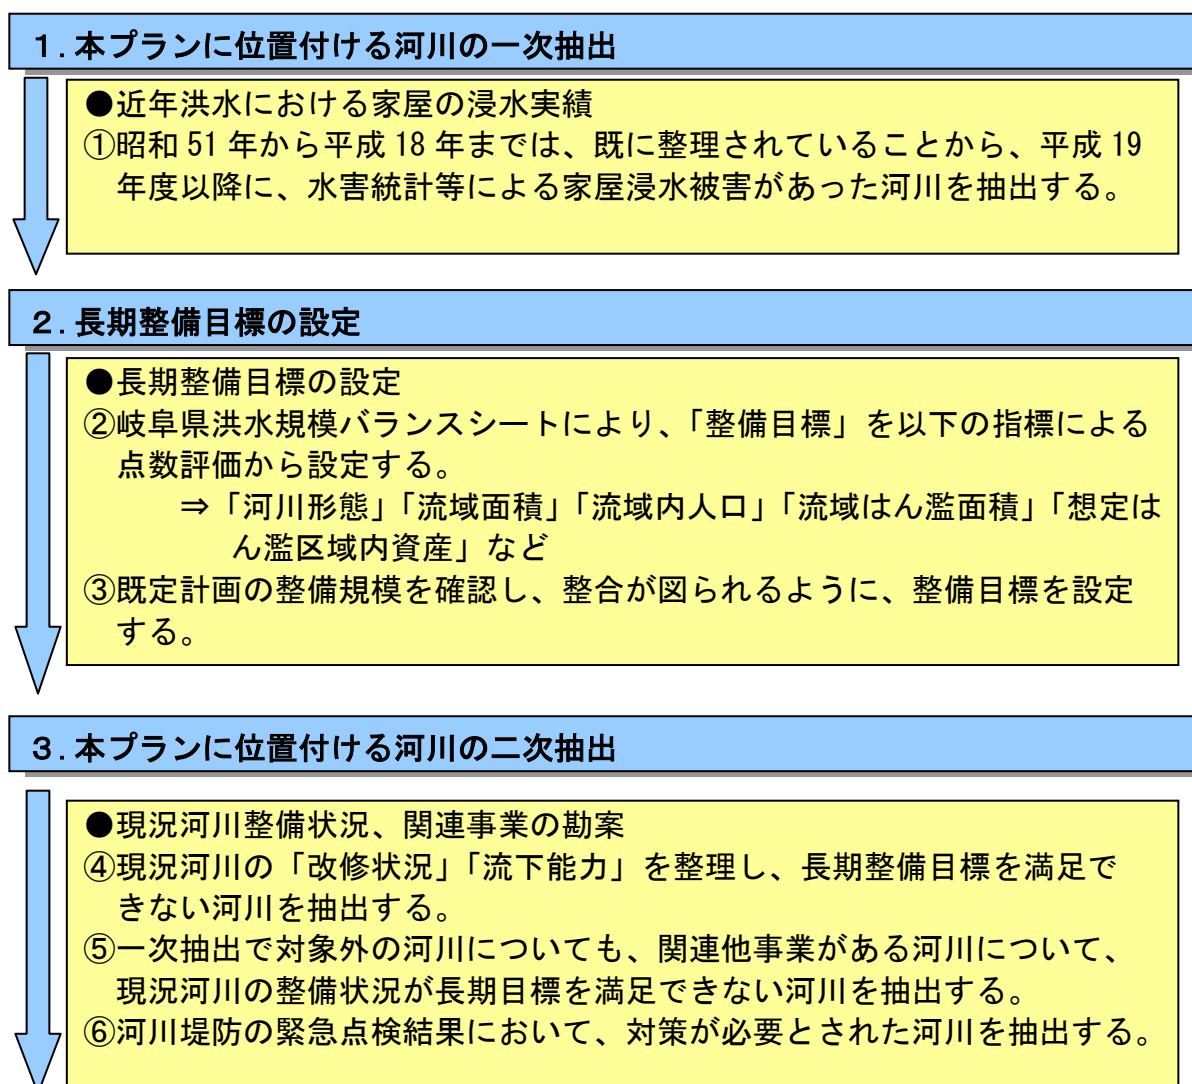 １.本プランに位置付ける河川の一次抽出
●近年洪水における家屋の浸水実績
①昭和 51 年から平成 18 年までは、既に整理されていることから、平成 19
年度以降に、水害統計等による家屋浸水被害があった河川を抽出する。
２.長期整備目標の設定
●長期整備目標の設定
②岐阜県洪水規模バランスシートにより、「整備目標」を以下の指標による
点数評価から設定する。
⇒「河川形態」「流域面積」「流域内人口」「流域はん濫面積」「想定は
ん濫区域内資産」など
③既定計画の整備規模を確認し、整合が図られるように、整備目標を設定
する。
３.本プランに位置付ける河川の二次抽出
●現況河川整備状況、関連事業の勘案
④現況河川の「改修状況」「流下能力」を整理し、長期整備目標を満足で
きない河川を抽出する。
⑤一次抽出で対象外の河川についても、関連他事業がある河川について、
現況河川の整備状況が長期目標を満足できない河川を抽出する。
⑥河川堤防の緊急点検結果において、対策が必要とされた河川を抽出する。